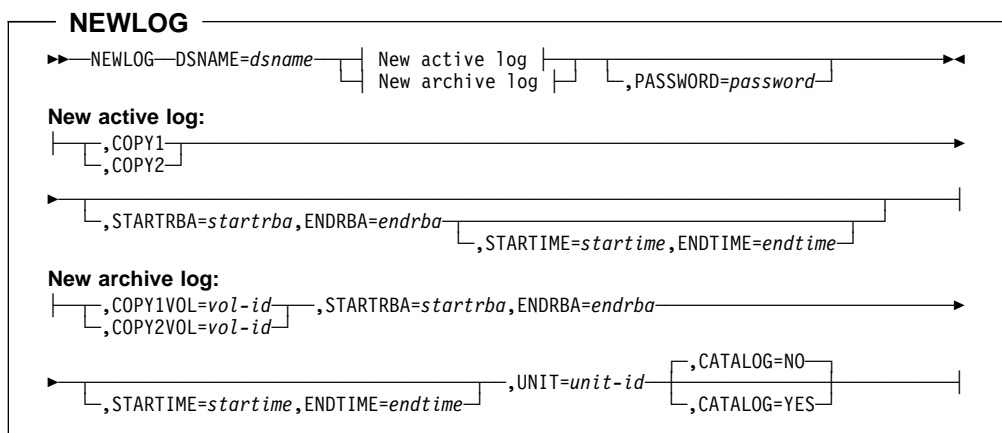 NEWLOG
NEWLOG DSNAME=dsname New active log
New archive log ,PASSWORD=password
New active log:
,COPY1
,COPY2
,STARTRBA=startrba,ENDRBA=endrba
,STARTIME=startime,ENDTIME=endtime
New archive log:
,COPY1VOL=vol-id ,STARTRBA=startrba,ENDRBA=endrba
,COPY2VOL=vol-id
,CATALOG=NO
,UNIT=unit-id
,STARTIME=startime,ENDTIME=endtime ,CATALOG=YES